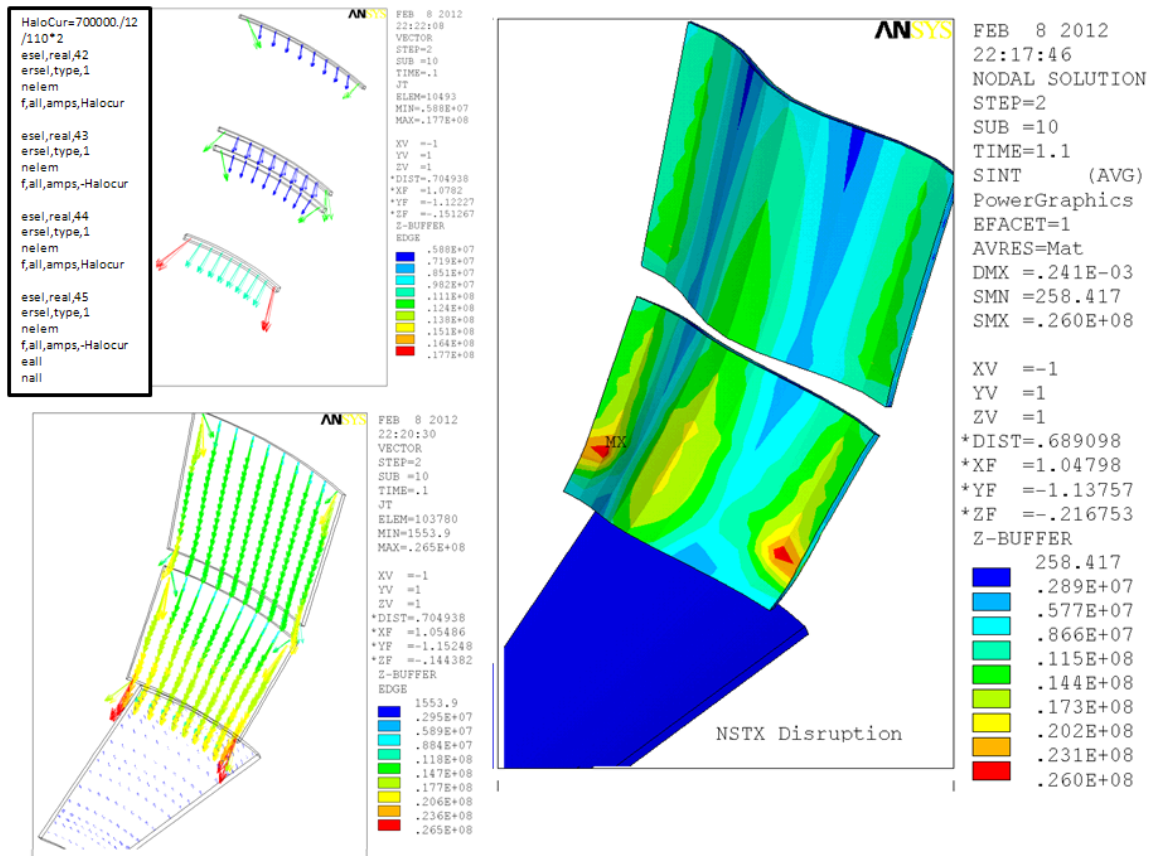 HaloCur=700000./12
/110*2
esel,real,42
ersel,type,1
nelem
f,all,amps,Halocur
esel,real,43
ersel,type,1
nelem
f,all,amps,-Halocur
esel,real,44
ersel,type,1
nelem
f,all,amps,Halocur
esel,real,45
ersel,type,1
nelem
f,all,amps,-Halocur
eall
nall
ANSYS
FEB 8 2012
22:22:08
VECTOR
STEP=2
SUB =10
TIME=.1
JT
ELEM=10493
MIN=.588E+07
MAX=.177E+08
XV =-1
YV =1
ZV =1
*DIST=.704938
*XF =1.0782
*YF =-1.12227
*ZF =-.151267
Z-BUFFER
EDGE
.588E+07
.719E+07
.851E+07
.982E+07
.111E+08
.124E+08
.138E+08
.151E+08
.164E+08
.177E+08
ANSYS
FEB 8 2012
22:20:30
VECTOR
STEP=2
SUB =10
TIME=.1
JT
ELEM=103780
MIN=1553.9
MAX=.265E+08
XV =-1
YV =1
ZV =1
*DIST=.704938
*XF =1.05486
*YF =-1.15248
*ZF =-.144382
Z-BUFFER
EDGE
1553.9
.295E+07
.589E+07
.884E+07
.118E+08
.147E+08
.177E+08
.206E+08
.236E+08
.265E+08
ANSYS
MX
NSTX Disruption
FEB 8 2012
22:17:46
NODAL SOLUTION
STEP=2
SUB =10
TIME=1.1
SINT (AVG)
PowerGraphics
EFACET=1
AVRES=Mat
DMX =.241E-03
SMN =258.417
SMX =.260E+08
XV =-1
YV =1
ZV =1
*DIST=.689098
*XF =1.04798
*YF =-1.13757
*ZF =-.216753
Z-BUFFER
258.417
.289E+07
.577E+07
.866E+07
.115E+08
.144E+08
.173E+08
.202E+08
.231E+08
.260E+08